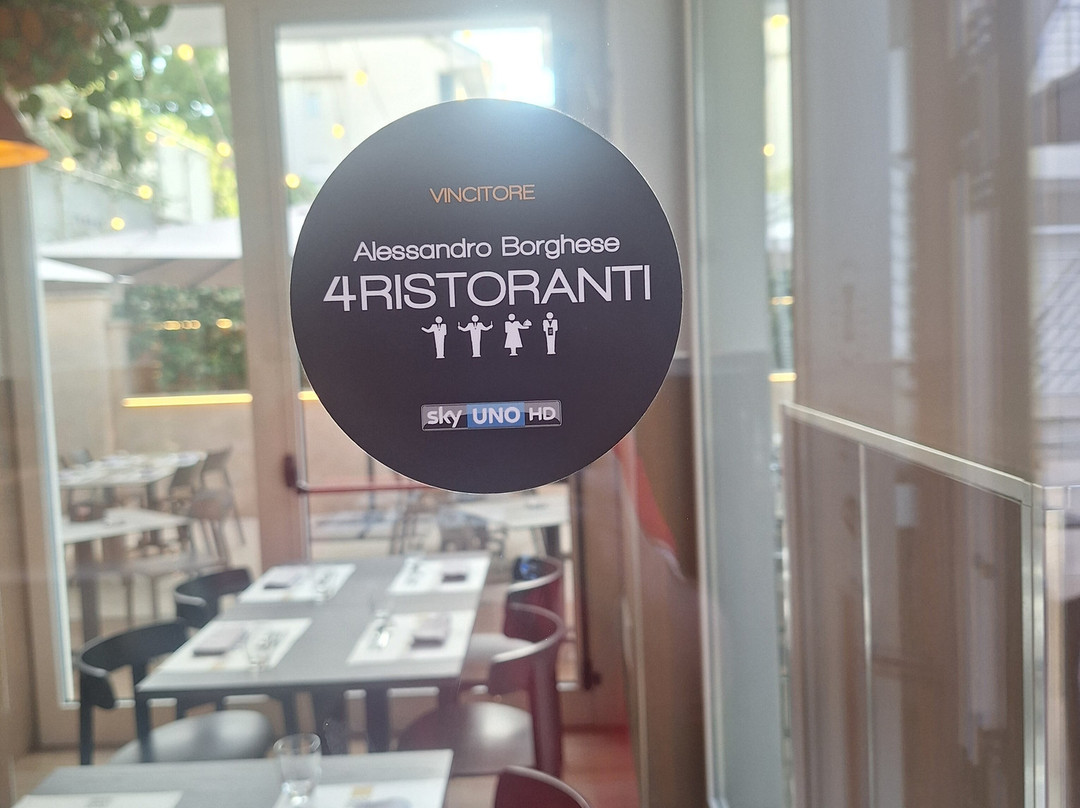 VINCITORE
Alessandro Borghese
4RISTORANTI
sky UNO HD